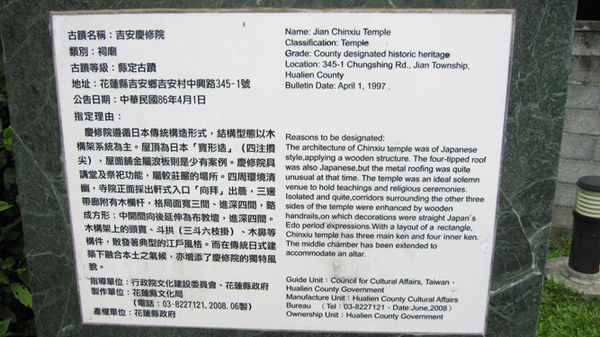 古蹟名稱：吉安慶修院
類別：祠廟
古蹟等級：縣定古蹟
地址：花蓮縣吉安鄉吉安村中興路345-1號
公告日期：中華民國86年4月1日
指定理由：
慶修院遵循日本傳統構造形式，結構型態以木
構架系統為主。屋頂為日本「寶形造」（四注攢
尖），屋面舖金屬浪板則是少有案例。慶修院具
講堂及祭祀功能，屬較莊嚴的場所。四周環境清
幽，寺院正面探出軒式入口「向拜」出簷，三邊
帶廊附有木欄杆，格局面寬三間、進深四間，略
成方形；中開間向後延伸為布教壇，進深四間。
木構架上的頭貫、斗拱（三斗六枝掛）、木鼻等
構件，散發著典型的江戶風格。而在傳統日式建
築下融合本土之氣候，亦增添了慶修院的獨特風
貌。
指導單位：行政院文化建設委員會、花蓮縣政府
製作單位：花蓮縣文化局
（電話：03-8227121，2008.06製）
產權單位：花蓮縣政府
Name: Jian Chinxiu Temple
Classification: Temple
Grade: County designated historic heritage
Location: 345-1 Chungshing Rd., Jian Township,
Hualien County
Bulletin Date: April 1, 1997 .
Reasons to be designated:
The architecture of Chinxiu temple was of Japanese
style,applying a wooden structure. The four-tipped roof
was also Japanese,but the metal roofing was quite
unusual at that time. The temple was an ideal solemn
venue to hold teachings and religious ceremonies.
Isolated and quite,corridors surrounding the other three
sides of the temple were enhanced by wooden
handrails,on which decorations were straight Japan's
Edo period expressions.With a layout of a rectangle,
Chinxiu temple has three main ken and four inner ken.
The middle chamber has been extended to
accommodate an altar.
Guide Unit：Council for Cultural Affairs, Taiwan、
Hualien County Government
Manufacture Unit：Hualien County Cultural Affairs
Bureau （Tel：03-8227121，Date:June,2008）
Ownership Unit：Hualien County Government